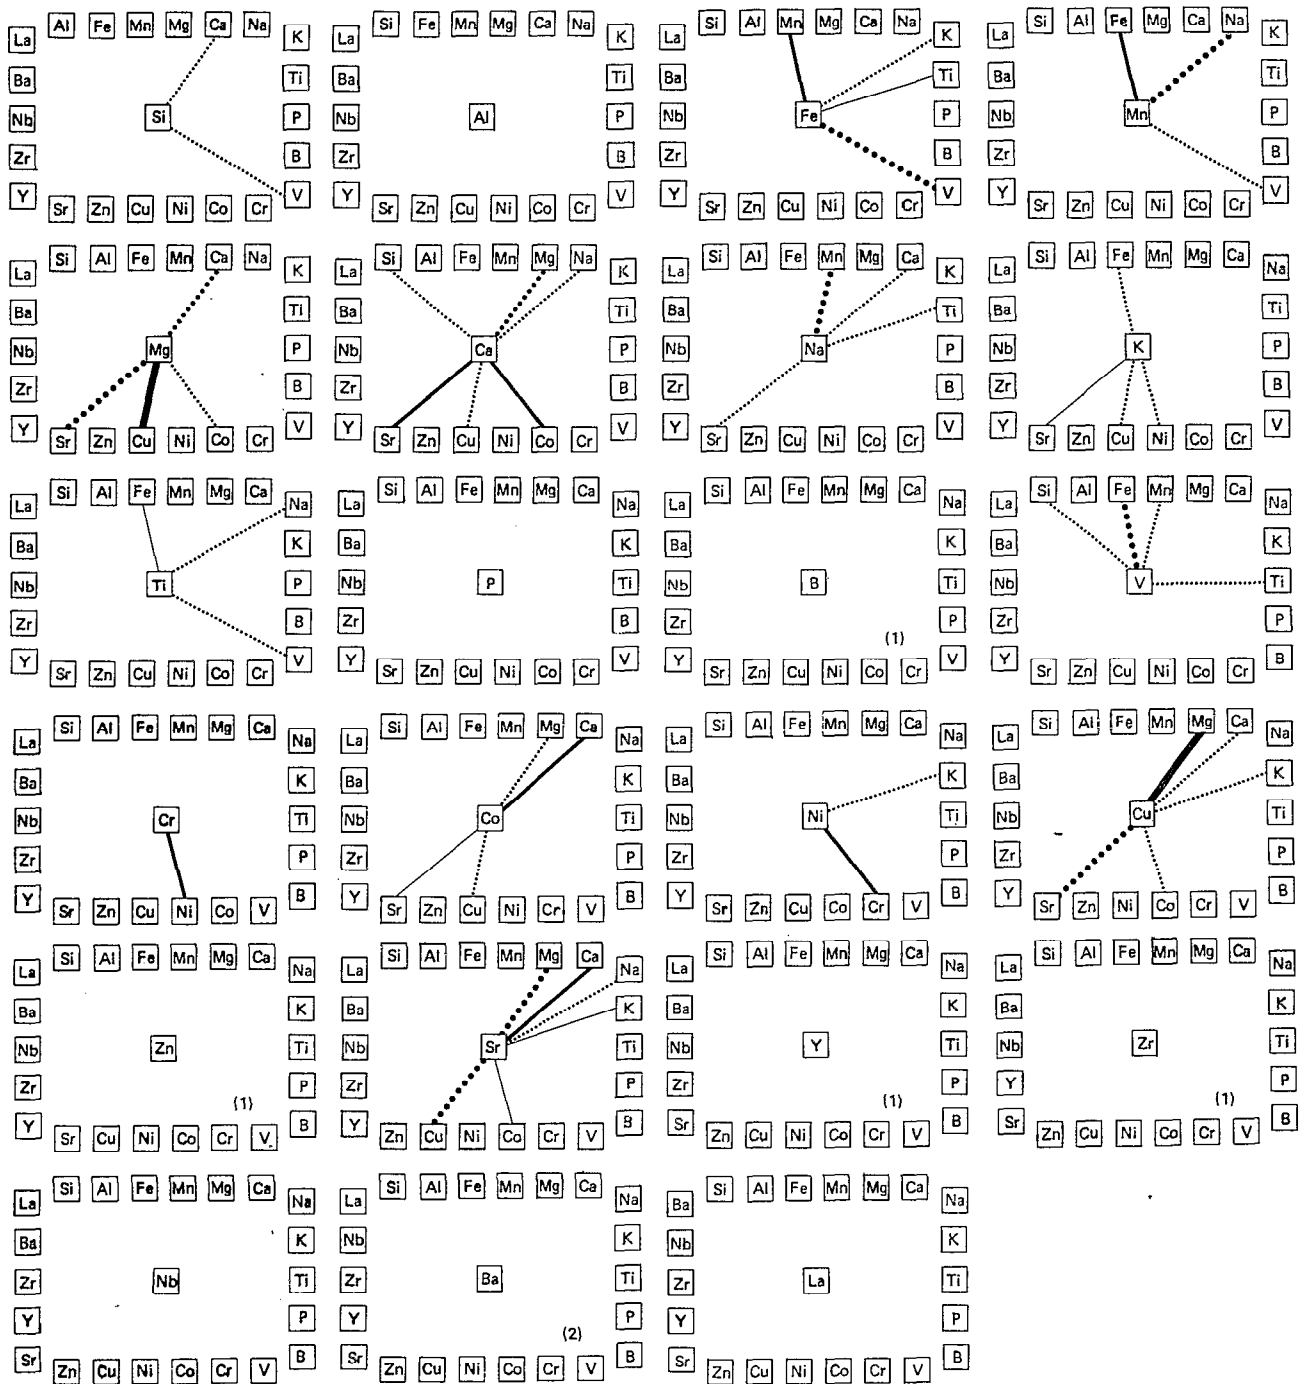 Al Fe Mn Mg Ca Na
La K
Ba Ti
Nb Si P
Zr B
Y V
Sr Zn Cu Ni Co Cr
Si Fe Mn Mg Ca Na
La K
Ba Ti
Nb Al P
Zr B
Y V
Sr Zn Cu Ni Co Cr
Si Al Mn Mg Ca Na
La K
Ba Ti
Nb Fe P
Zr B
Y V
Sr Zn Cu Ni Co Cr
Si Al Fe Mg Ca Na
La K
Ba Ti
Nb Mn P
Zr B
Y V
Sr Zn Cu Ni Co Cr
Si Al Fe Mn Ca Na
La K
Ba Ti
Nb Mg P
Zr B
Y V
Sr Zn Cu Ni Co Cr
Si Al Fe Mn Mg Na
La K
Ba Ti
Nb Ca P
Zr B
Y V
Sr Zn Cu Ni Co Cr
Si Al Fe Mn Mg Ca
La K
Ba Ti
Nb Na P
Zr B
Y V
Sr Zn Cu Ni Co Cr
Si Al Fe Mn Mg Ca
La Na
Ba Ti
Nb K P
Zr B
Y V
Sr Zn Cu Ni Co Cr
Si Al Fe Mn Mg Ca
La Na
Ba K
Nb Ti P
Zr B
Y V
Sr Zn Cu Ni Co Cr
Si Al Fe Mn Mg Ca
La Na
Ba K
Nb P Ti
Zr B
Y V
Sr Zn Cu Ni Co Cr
Si Al Fe Mn Mg Ca
La Na
Ba K
Nb B Ti
Zr P
(1)
Y V
Sr Zn Cu Ni Co Cr
Si Al Fe Mn Mg Ca
La Na
Ba K
Nb V Ti
Zr P
Y B
Sr Zn Cu Ni Co Cr
Si Al Fe Mn Mg Ca
La Na
Ba K
Nb Cr Ti
Zr P
Y B
Sr Zn Cu Ni Co V
Si Al Fe Mn Mg Ca
La Na
Ba K
Nb Co Ti
Zr P
Y B
Sr Zn Cu Ni Cr V
Si Al Fe Mn Mg Ca
La Na
Ba K
Nb Ni Ti
Zr P
Y B
Sr Zn Cu Co Cr V
Si Al Fe Mn Mg Ca
La Na
Ba K
Nb Cu Ti
Zr P
Y B
Sr Zn Ni Co Cr V
Si Al Fe Mn Mg Ca
La Na
Ba K
Nb Zn Ti
Zr P
(1)
Y B
Sr Cu Ni Co Cr V
Si Al Fe Mn Mg Ca
La Na
Ba K
Nb Sr Ti
Zr P
Y B
Zn Cu Ni Co Cr V
Si Al Fe Mn Mg Ca
La Na
Ba K
Nb Y Ti
Zr P
(1)
Sr B
Zn Cu Ni Co Cr V
Si Al Fe Mn Mg Ca
La Na
Ba K
Nb Zr Ti
Y P
(1)
Sr B
Zn Cu Ni Co Cr V
Si Al Fe Mn Mg Ca
La Na
Ba K
Zr Nb Ti
Y P
Sr B
Zn Cu Ni Co Cr V
Si Al Fe Mn Mg Ca
La Na
Nb K
Zr Ba Ti
Y P
(2)
Sr B
Zn Cu Ni Co Cr V
Si Al Fe Mn Mg Ca
Ba Na
Nb K
Zr La Ti
Y P
Sr B
Zn Cu Ni Co Cr V